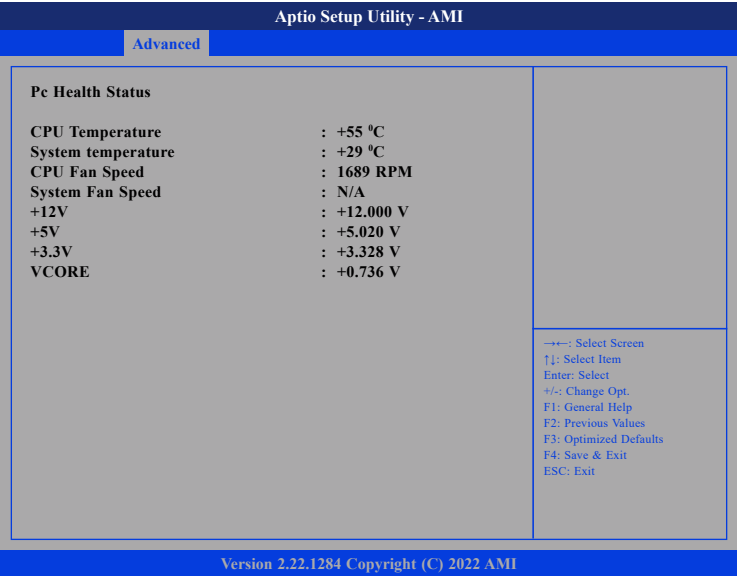 Aptio Setup Utility - AMI
Advanced
Pc Health Status
CPU Temperature : +55 ⁰C
System temperature : +29 ⁰C
CPU Fan Speed : 1689 RPM
System Fan Speed : N/A
+12V : +12.000 V
+5V : +5.020 V
+3.3V : +3.328 V
VCORE : +0.736 V
→←: Select Screen
↑↓: Select Item
Enter: Select
+/-: Change Opt.
F1: General Help
F2: Previous Values
F3: Optimized Defaults
F4: Save & Exit
ESC: Exit
Version 2.22.1284 Copyright (C) 2022 AMI